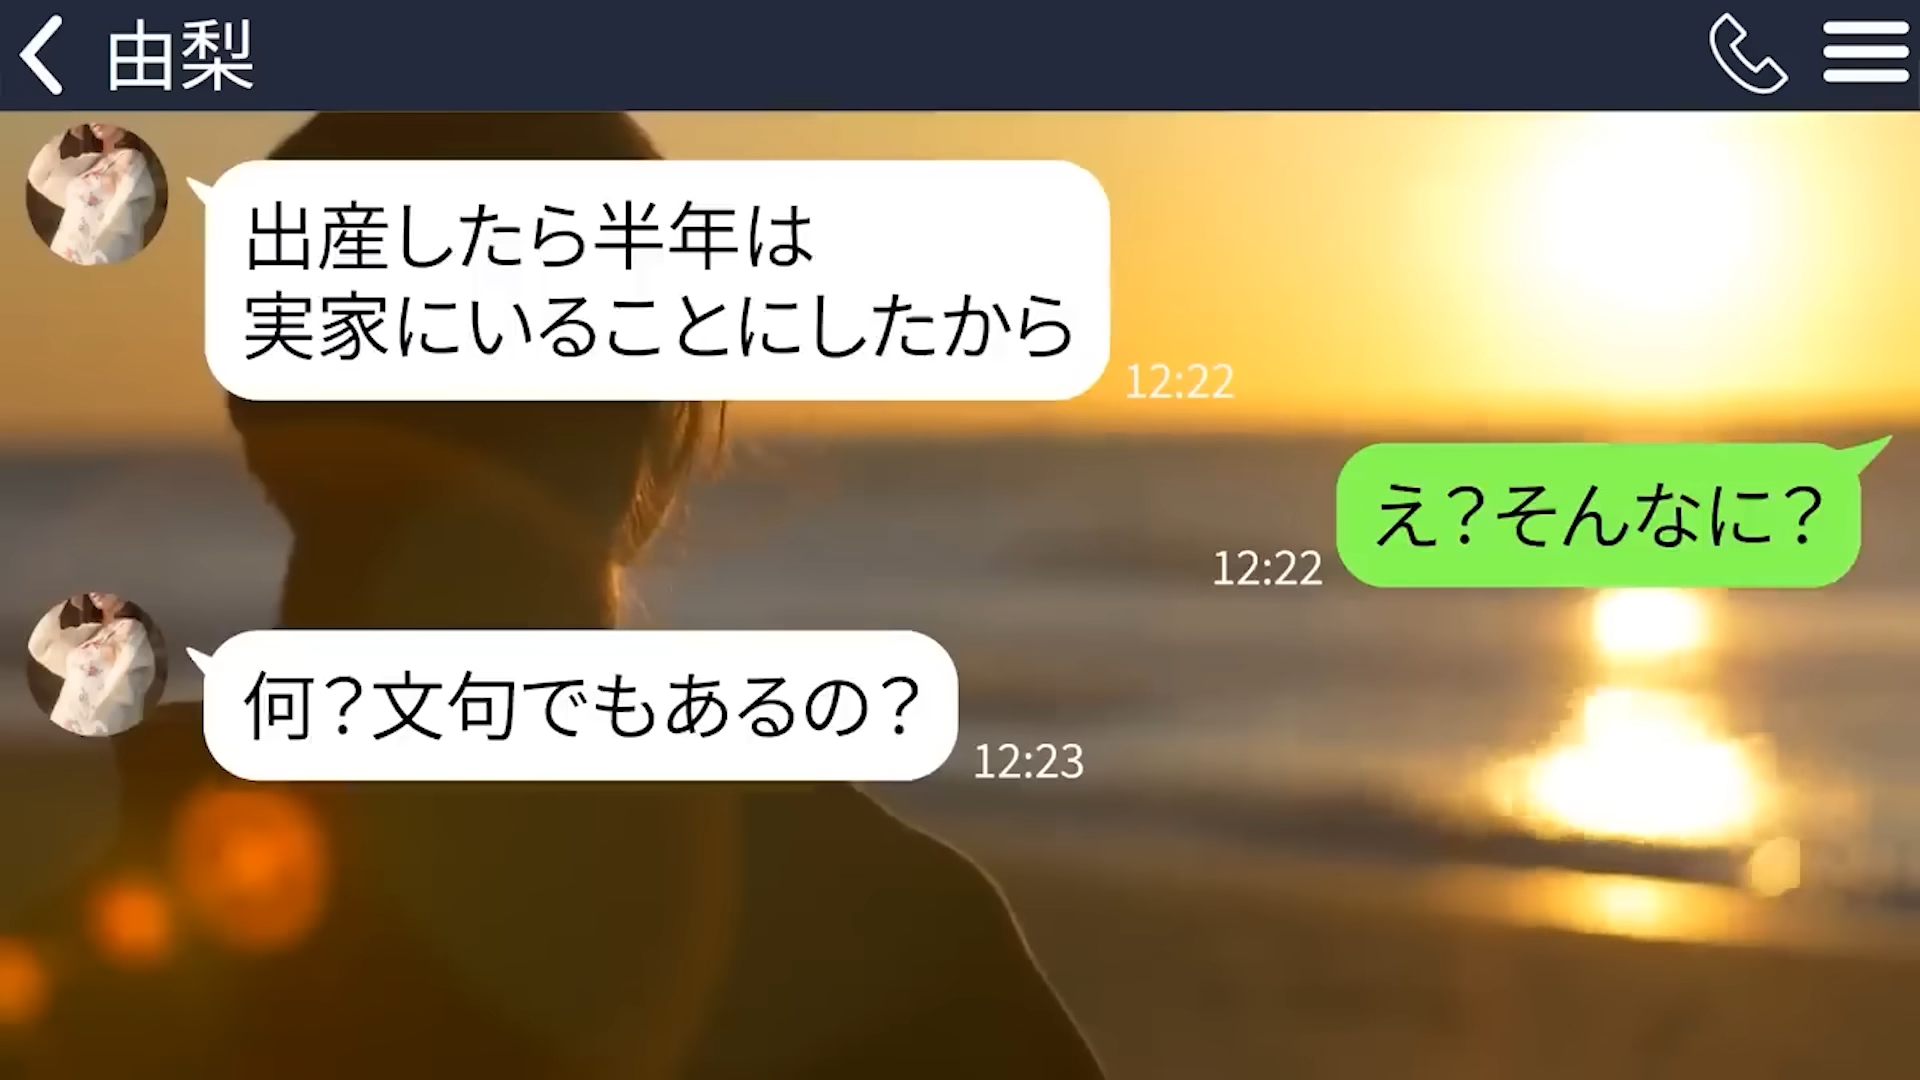 由梨
出産したら半年は
実家にいることにしたから
12:22
え?そんなに?
12:22
何?文句でもあるの?
12:23